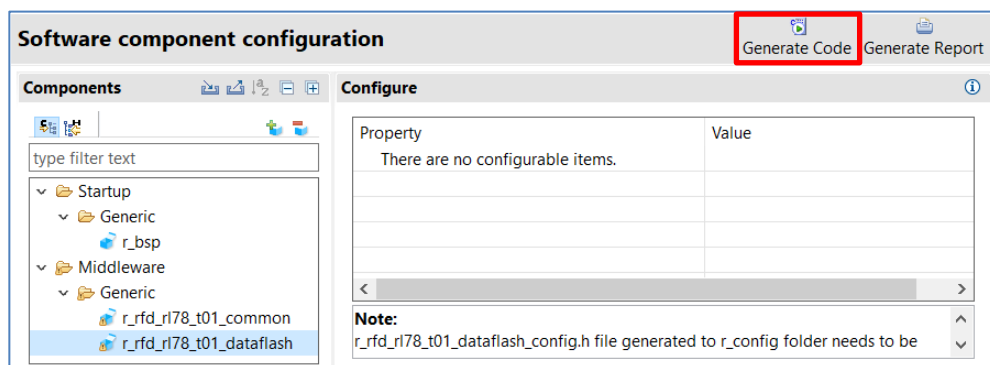 Software component configuration
Generate Code Generate Report
Components
Configure
type filter text
Startup
Generic
r_bsp
Middleware
Generic
r_rfd_rl78_t01_common
r_rfd_rl78_t01_dataflash
Property Value
There are no configurable items.
Note:
r_rfd_rl78_t01_dataflash_config.h file generated to r_config folder needs to be